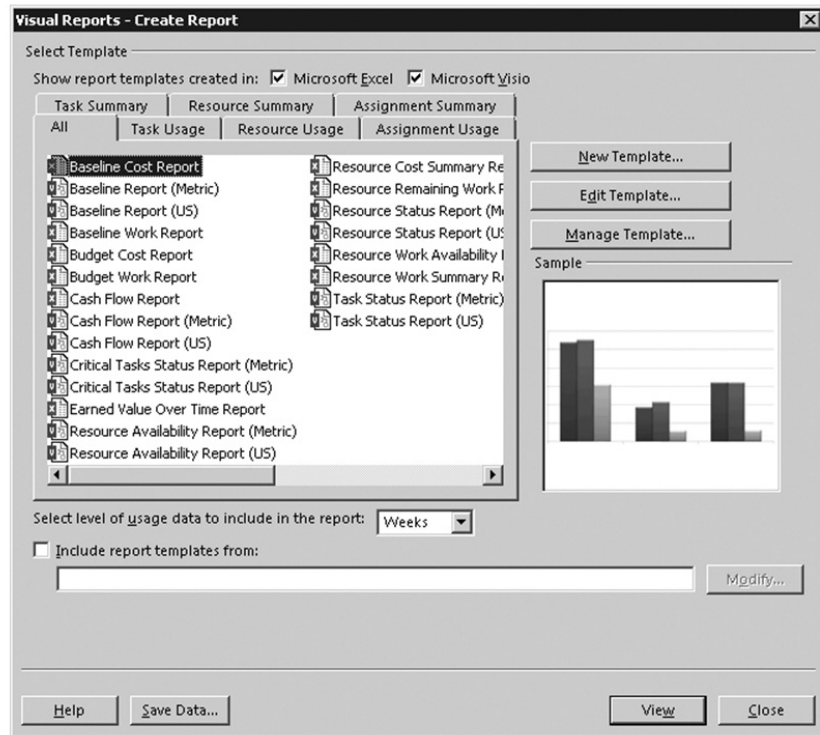 Visual Reports - Create Report
Select Template
Show report templates created in: Microsoft Excel Microsoft Visio
Task Summary Resource Summary Assignment Summary
All Task Usage Resource Usage Assignment Usage
Baseline Cost Report
Baseline Report (Metric)
Baseline Report (US)
Baseline Work Report
Budget Cost Report
Budget Work Report
Cash Flow Report
Cash Flow Report (Metric)
Cash Flow Report (US)
Critical Tasks Status Report (Metric)
Critical Tasks Status Report (US)
Earned Value Over Time Report
Resource Availability Report (Metric)
Resource Availability Report (US)
Resource Cost Summary Re
Resource Remaining Work
Resource Status Report
Resource Status Report
Resource Work Availability
Resource Work Summary
Task Status Report (Metric)
Task Status Report (US)
New Template...
Edit Template...
Manage Template...
Sample
Select level of usage data to include in the report: Weeks
Include report templates from:
Modify...
Help Save Data... View Close